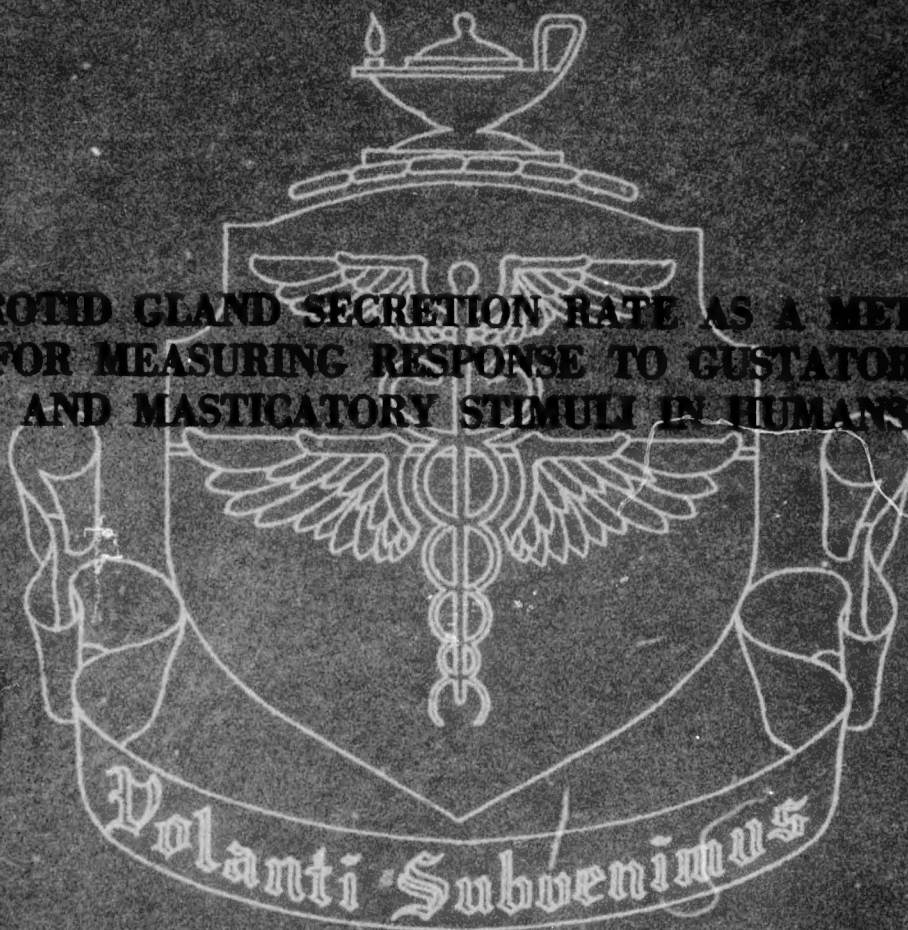 ROTID GLAND SECRETION RATE AS A MET
FOR MEASURING RESPONSE TO GUSTATOR
AND MASTICATORY STIMULI IN HUMANS
Volanti Subvenimus